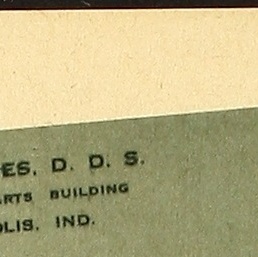 ES, D. D. S.
ARTS BUILDING
OLIS, IND.